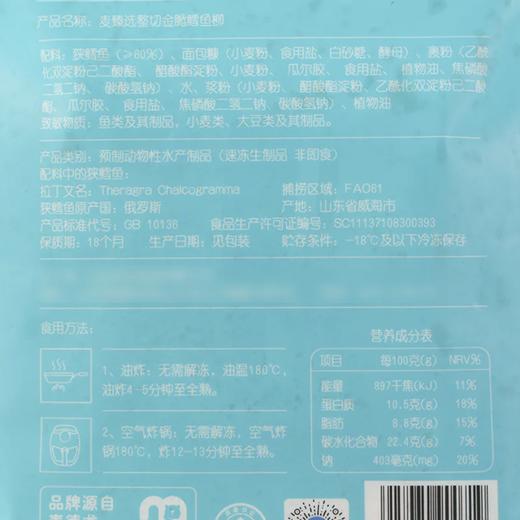 产品名称：麦臻选整切金脆鳕鱼柳
配料：狭鳕鱼（≥60%）、面包糠（小麦粉、食用盐、白砂糖、酵母）、裹粉（乙酰
化双淀粉己二酸酯、醋酸酯淀粉、小麦粉、瓜尔胶、食用盐、植物油、焦磷酸
二氢二钠、碳酸氢钠）、水、浆粉（小麦粉、醋酸酯淀粉、乙酰化双淀粉己二酸
酯、瓜尔胶、食用盐、焦磷酸二氢二钠、碳酸氢钠）、植物油
致敏物质：鱼类及其制品，小麦类、大豆类及其制品。
产品类别：预制动物性水产制品（速冻生制品 非即食）
配料中的狭鳕鱼：
拉丁文名：Theragra Chalcogramma 捕捞区域：FAO61
狭鳕鱼原产国：俄罗斯 产地：山东省威海市
产品标准代号：GB 10136 食品生产许可证编号：SC11137108300393
保质期：18个月 生产日期：见包装 贮存条件：-18℃及以下冷冻保存
食用方法：
1、油炸：无需解冻，油温180℃，
油炸4-5分钟至全熟。
2、空气炸锅：无需解冻，空气炸
锅180℃，炸12-13分钟至全熟。
营养成分表
项目 每100克(g) NRV%
能量 897千焦(kJ) 11%
蛋白质 10.5克(g) 18%
脂肪 8.8克(g) 15%
碳水化合物 22.4克(g) 7%
钠 403毫克(mg) 20%
品牌源自